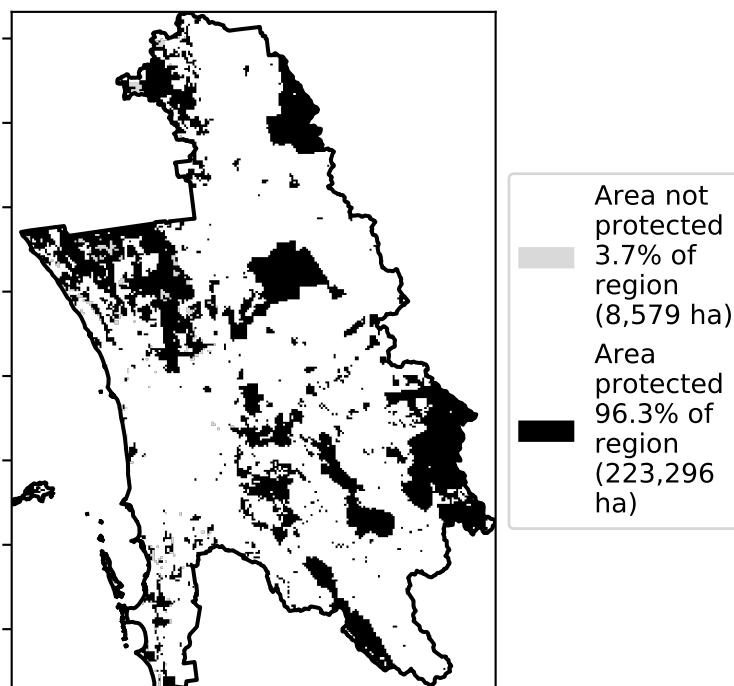 Area not
protected
3.7% of
region
(8,579 ha)
Area
protected
96.3% of
region
(223,296
ha)